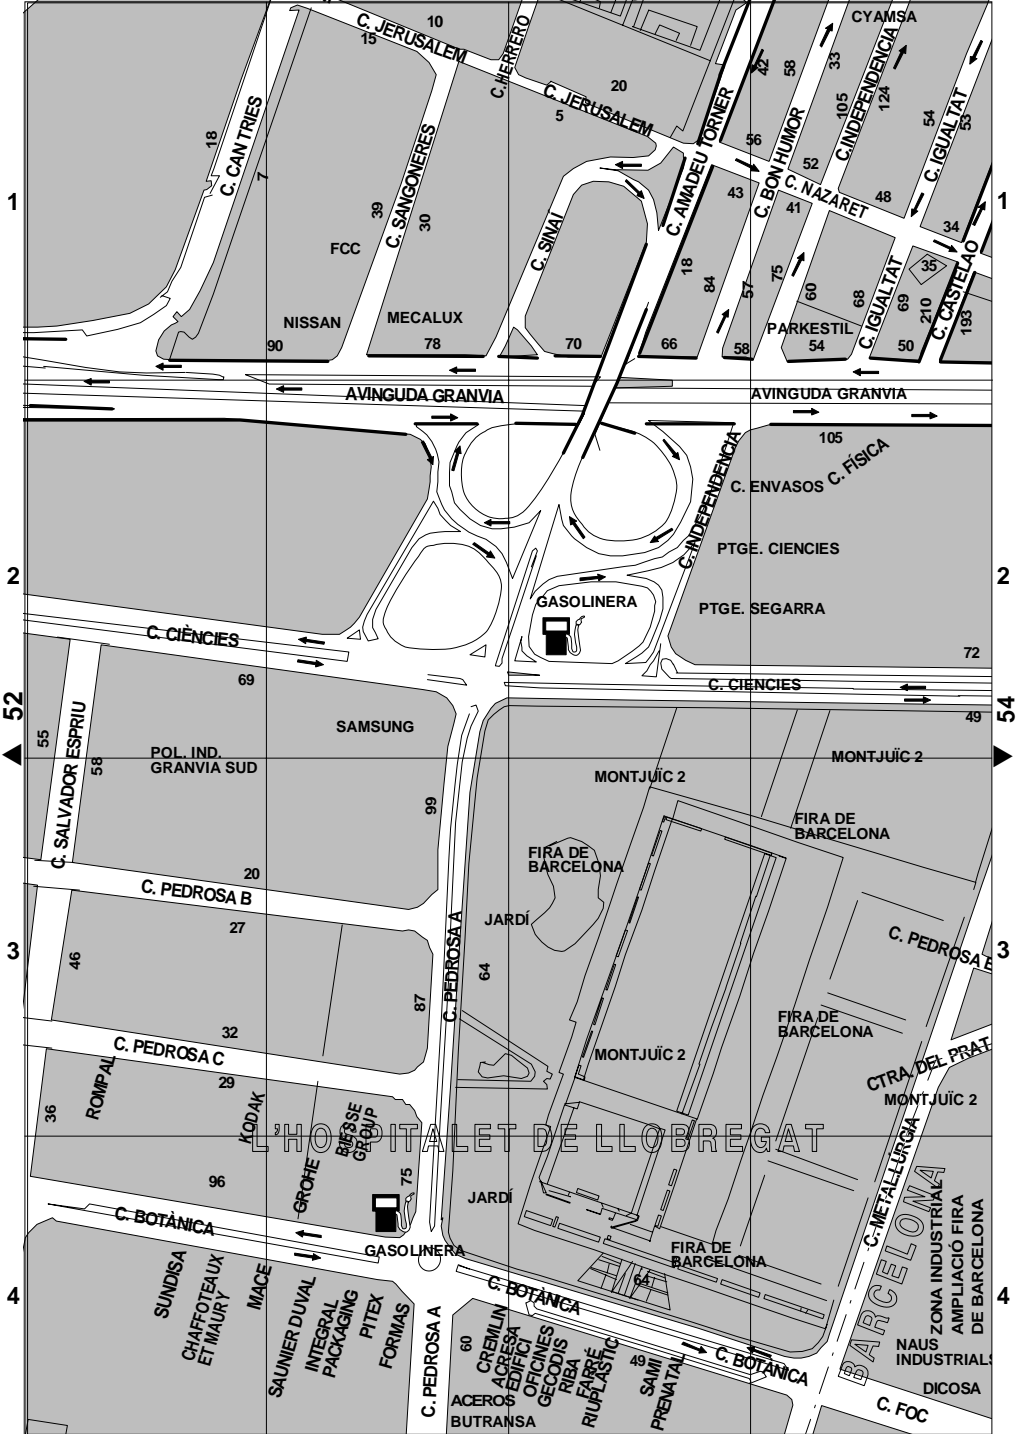 CYAMSA
10
C. JERUSALEM
15
C.HERRERO
20
C. JERUSALEM
5
42
58
33
105
C.INDEPENDENCIA
124
54
C. IGUALTAT
53
18
C. CAN TRIES
7
C. SANGONERES
39
30
FCC
C. SINAI
C. AMADEU TORNER
56
C. BON HUMOR
52
C. NAZARET
43
41
48
34
35
1
1
NISSAN
MECALUX
18
84
57
75
60
68
C. IGUALTAT
69
210
C. CASTELAO
193
PARKESTIL
90
78
70
66
58
54
50
AVINGUDA GRANVIA
AVINGUDA GRANVIA
105
C. FÍSICA
C. ENVASOS
C. INDEPENDENCIA
PTGE. CIENCIES
2
2
GASOLINERA
PTGE. SEGARRA
C. CIÈNCIES
72
69
C. CIENCIES
52
54
49
SAMSUNG
55
C. SALVADOR ESPRIU
58
POL. IND.
GRANVIA SUD
MONTJUÏC 2
MONTJUÏC 2
99
FIRA DE
BARCELONA
FIRA DE
BARCELONA
20
C. PEDROSA B
27
JARDÍ
C. PEDROSA B
3
3
46
87
C. PEDROSA A
64
32
C. PEDROSA C
29
FIRA DE
BARCELONA
MONTJUÏC 2
CTRA. DEL PRAT
MONTJUÏC 2
36
ROMPAL
KODAK
BIESSE
GROUP
L'HOSPITALET DE LLOBREGAT
C. METAL.LÚRGIA
96
GROHE
75
JARDÍ
C. BOTÀNICA
GASOLINERA
FIRA DE
BARCELONA
64
BARCELONA
ZONA INDUSTRIAL
AMPLIACIÓ FIRA
DE BARCELONA
4
4
SUNDISA
CHAFFOTEAUX
ET MAURY
MACE
SAUNIER DUVAL
INTEGRAL
PACKAGING
PITEX
FORMAS
C. PEDROSA A
C. BOTÀNICA
60
CREMLIN
ACRESA
EDIFICI
OFICINES
GECODIS
RIBA
FARRÉ
RIUPLASTIC
49
SAMI
PRENATAL
C. BOTÀNICA
ACEROS
BUTRANSA
NAUS
INDUSTRIALS
DICOSA
C. FOC